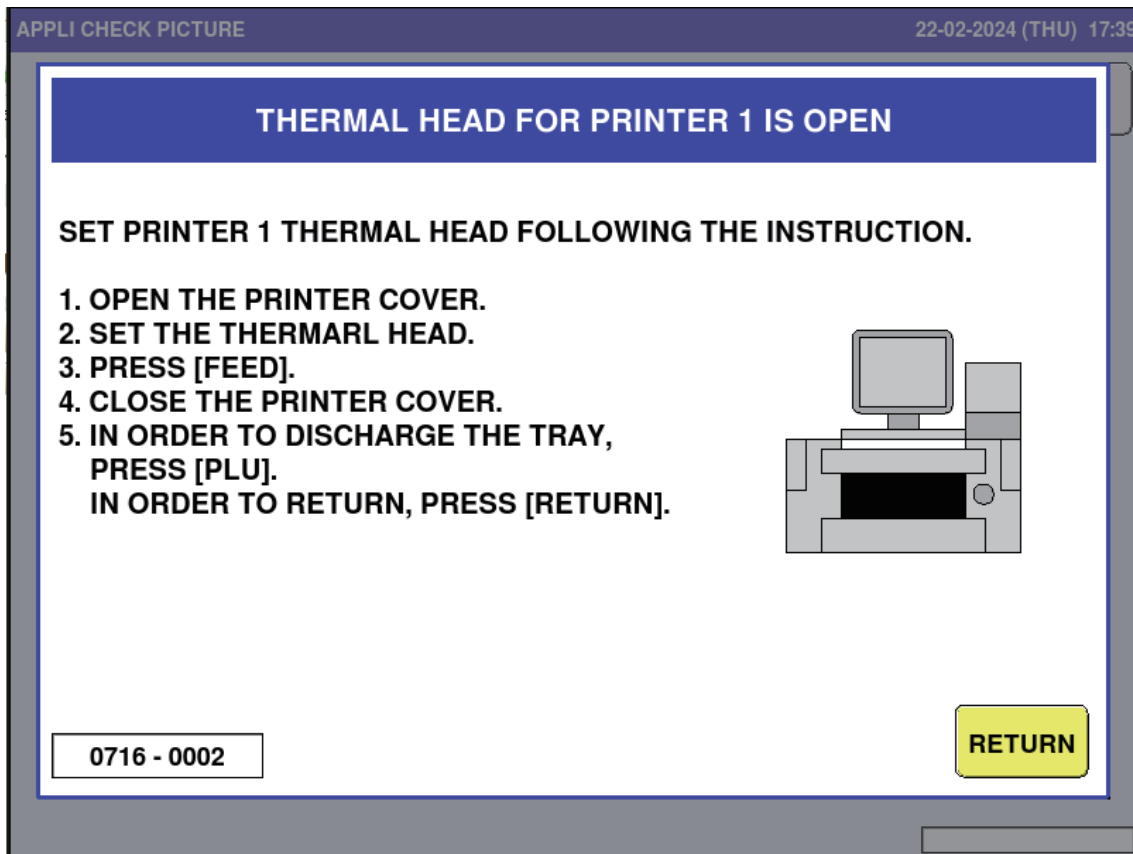 APPLI CHECK PICTURE 22-02-2024 (THU) 17:39
THERMAL HEAD FOR PRINTER 1 IS OPEN
SET PRINTER 1 THERMAL HEAD FOLLOWING THE INSTRUCTION.
1. OPEN THE PRINTER COVER.
2. SET THE THERMARL HEAD.
3. PRESS [FEED].
4. CLOSE THE PRINTER COVER.
5. IN ORDER TO DISCHARGE THE TRAY,
PRESS [PLU].
IN ORDER TO RETURN, PRESS [RETURN].
0716 - 0002
RETURN